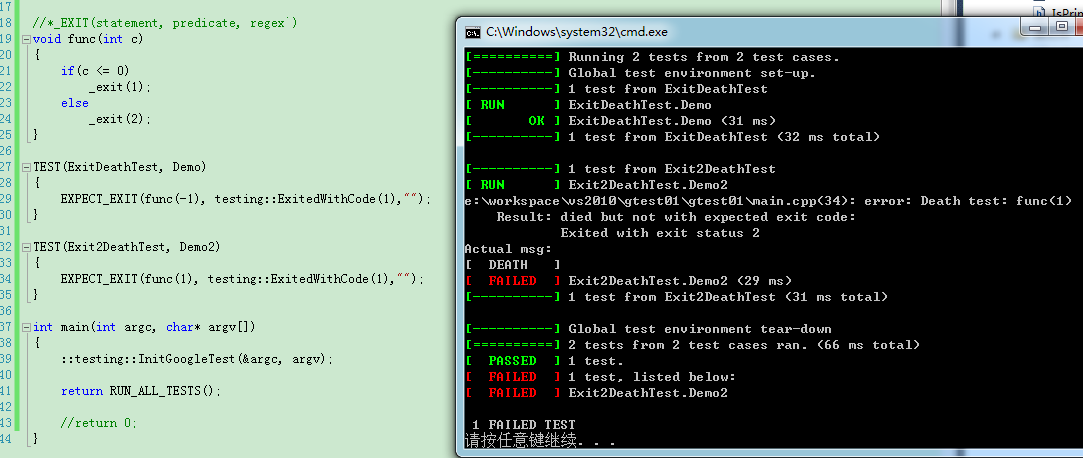 17
18 //*_EXIT(statement, predicate, regex`)
19 void func(int c)
20 {
21 if(c <= 0)
22 _exit(1);
23 else
24 _exit(2);
25 }
26
27 TEST(ExitDeathTest, Demo)
28 {
29 EXPECT_EXIT(func(-1), testing::ExitedWithCode(1),"");
30 }
31
32 TEST(Exit2DeathTest, Demo2)
33 {
34 EXPECT_EXIT(func(1), testing::ExitedWithCode(1),"");
35 }
36
37 int main(int argc, char* argv[])
38 {
39 ::testing::InitGoogleTest(&argc, argv);
40
41 return RUN_ALL_TESTS();
42
43 //return 0;
44 }
C:\Windows\system32\cmd.exe
[==========] Running 2 tests from 2 test cases.
[----------] Global test environment set-up.
[----------] 1 test from ExitDeathTest
[ RUN      ] ExitDeathTest.Demo
[       OK ] ExitDeathTest.Demo (31 ms)
[----------] 1 test from ExitDeathTest (32 ms total)
[----------] 1 test from Exit2DeathTest
[ RUN      ] Exit2DeathTest.Demo2
e:\workspace\vs2010\gtest01\gtest01\main.cpp(34): error: Death test: func(1)
Result: died but not with expected exit code:
Exited with exit status 2
Actual msg:
[  DEATH   ]
[  FAILED  ] Exit2DeathTest.Demo2 (29 ms)
[----------] 1 test from Exit2DeathTest (31 ms total)
[----------] Global test environment tear-down
[==========] 2 tests from 2 test cases ran. (66 ms total)
[  PASSED  ] 1 test.
[  FAILED  ] 1 test, listed below:
[  FAILED  ] Exit2DeathTest.Demo2
1 FAILED TEST
请按任意键继续. . .